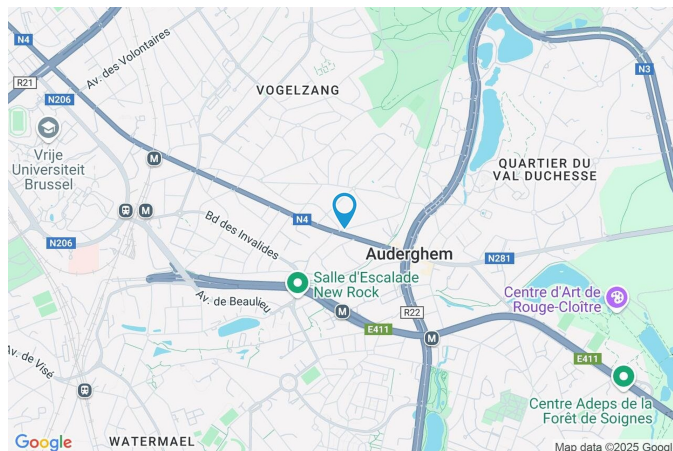 N4
R21
Av. des Volontaires
VOGELZANG
N3
N206
Vrije
Universiteit
Brussel
M
QUARTIER DU
VAL DUCHESSE
M
Bd des Invalides
N4
N206
Auderghem
N281
Salle d'Escalade
New Rock
Centre d'Art de
Rouge-Cloître
Av. de Beaulieu
M
R22
E411
M
E411
Av. de Visé
Centre Adeps de la
Forêt de Soignes
WATERMAEL
Google
Map data ©2025 Googl